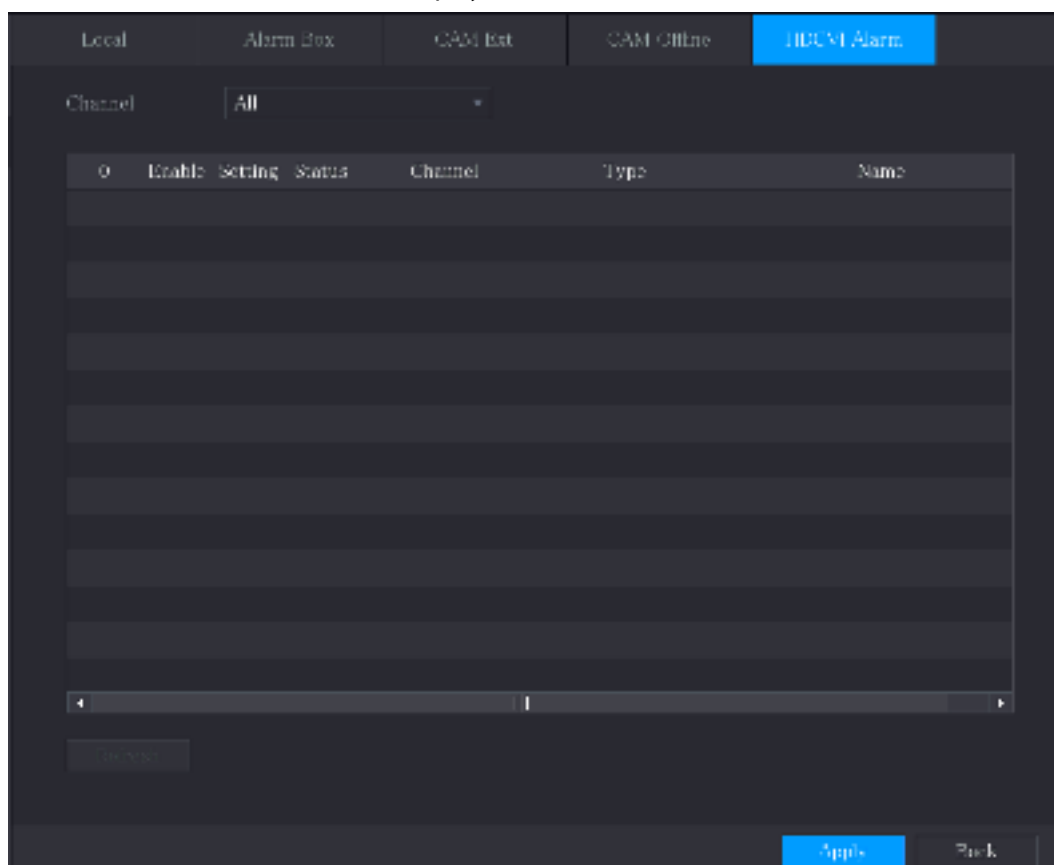 Local Alarm Box CAM Ext CAM Offline HDCVI Alarm
Channel All
0 Enable Setting Status Channel Type Name
Apply Back